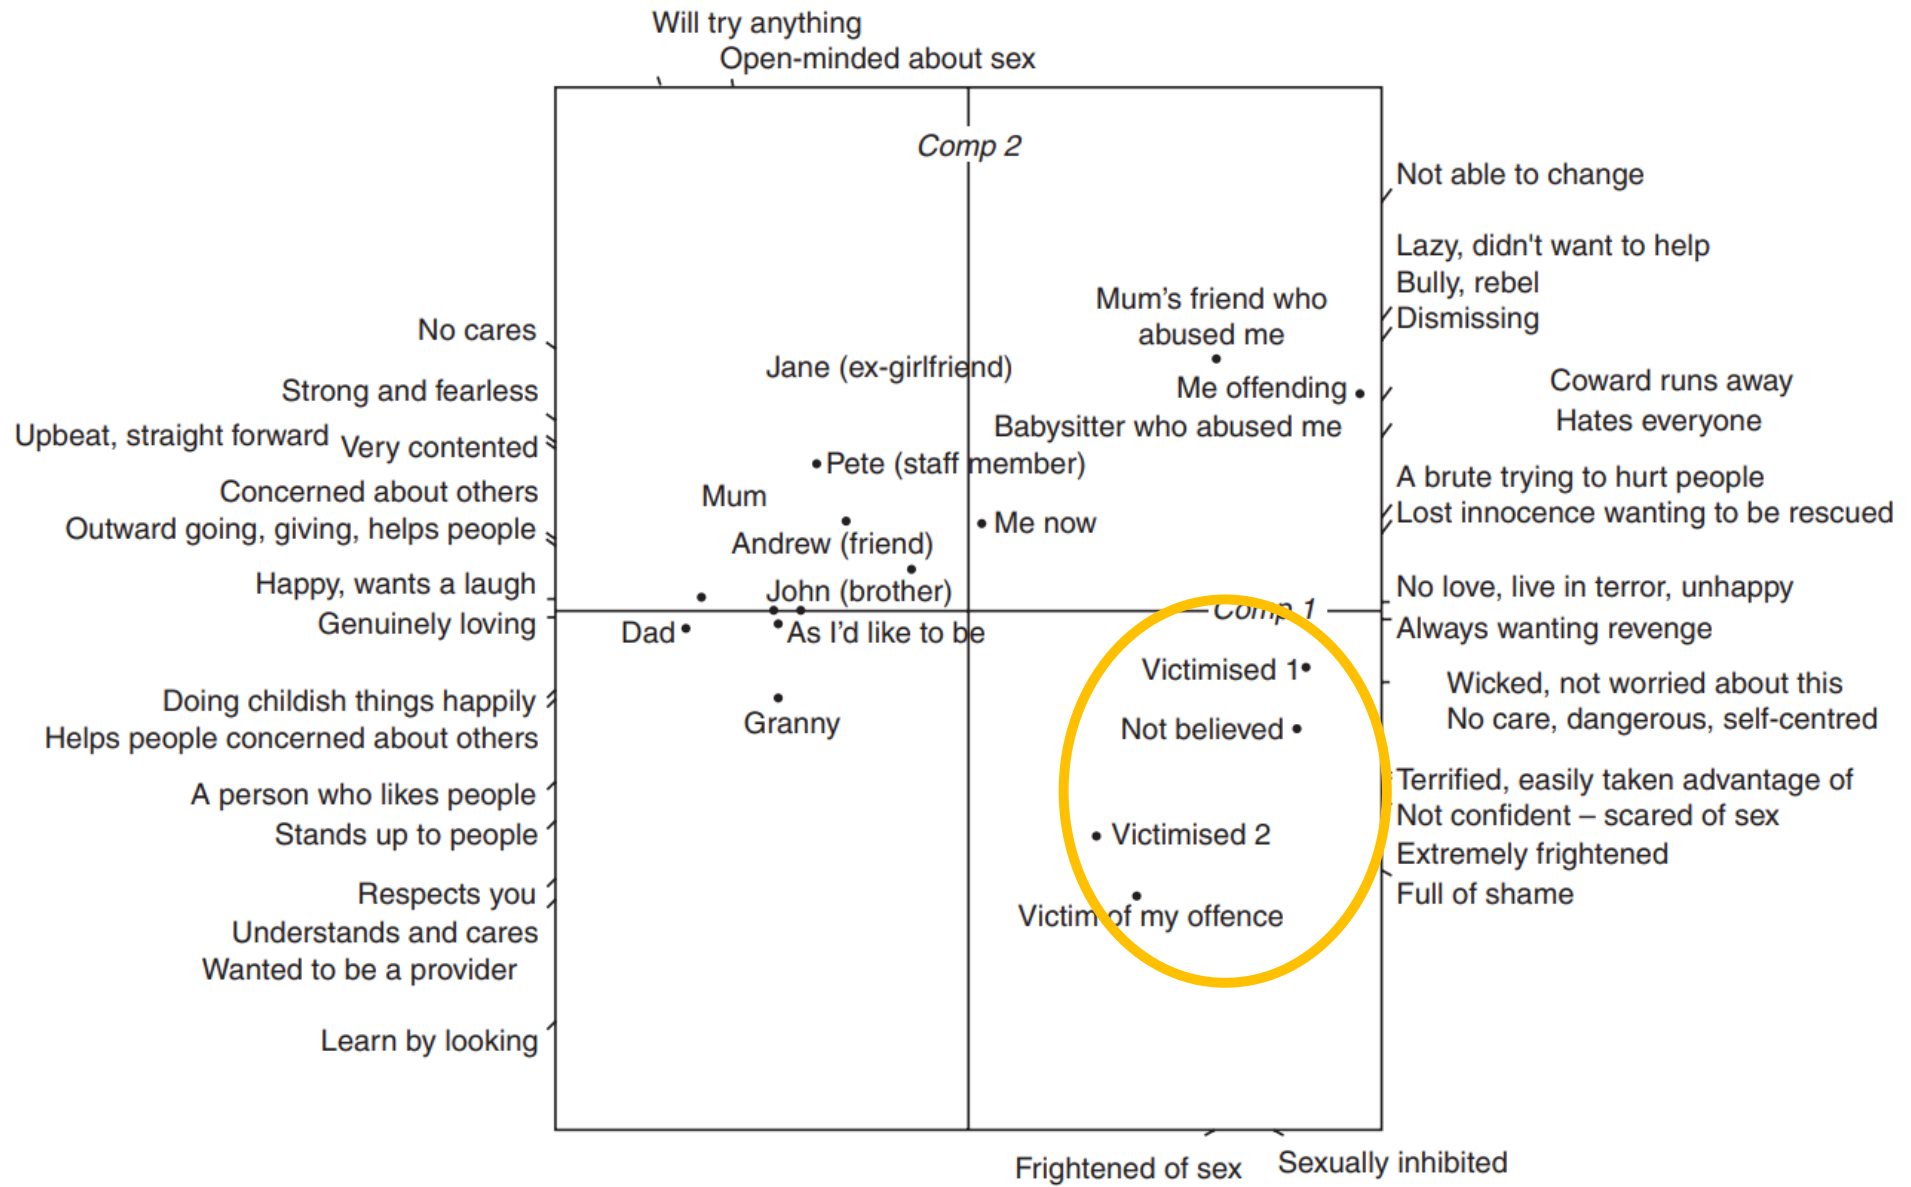 Will try anything
Open-minded about sex
Comp 2
Not able to change
Lazy, didn't want to help
Bully, rebel
Dismissing
Mum's friend who
abused me
No cares
Jane (ex-girlfriend)
Me offending
Coward runs away
Strong and fearless
Babysitter who abused me
Hates everyone
Upbeat, straight forward
Very contented
Pete (staff member)
A brute trying to hurt people
Concerned about others
Mum
Lost innocence wanting to be rescued
Outward going, giving, helps people
Me now
Andrew (friend)
Happy, wants a laugh
John (brother)
No love, live in terror, unhappy
Comp 1
Genuinely loving
Dad
As I'd like to be
Always wanting revenge
Victimised 1
Wicked, not worried about this
Doing childish things happily
No care, dangerous, self-centred
Granny
Not believed
Helps people concerned about others
Terrified, easily taken advantage of
A person who likes people
Not confident – scared of sex
Stands up to people
Victimised 2
Extremely frightened
Respects you
Full of shame
Victim of my offence
Understands and cares
Wanted to be a provider
Learn by looking
Frightened of sex
Sexually inhibited